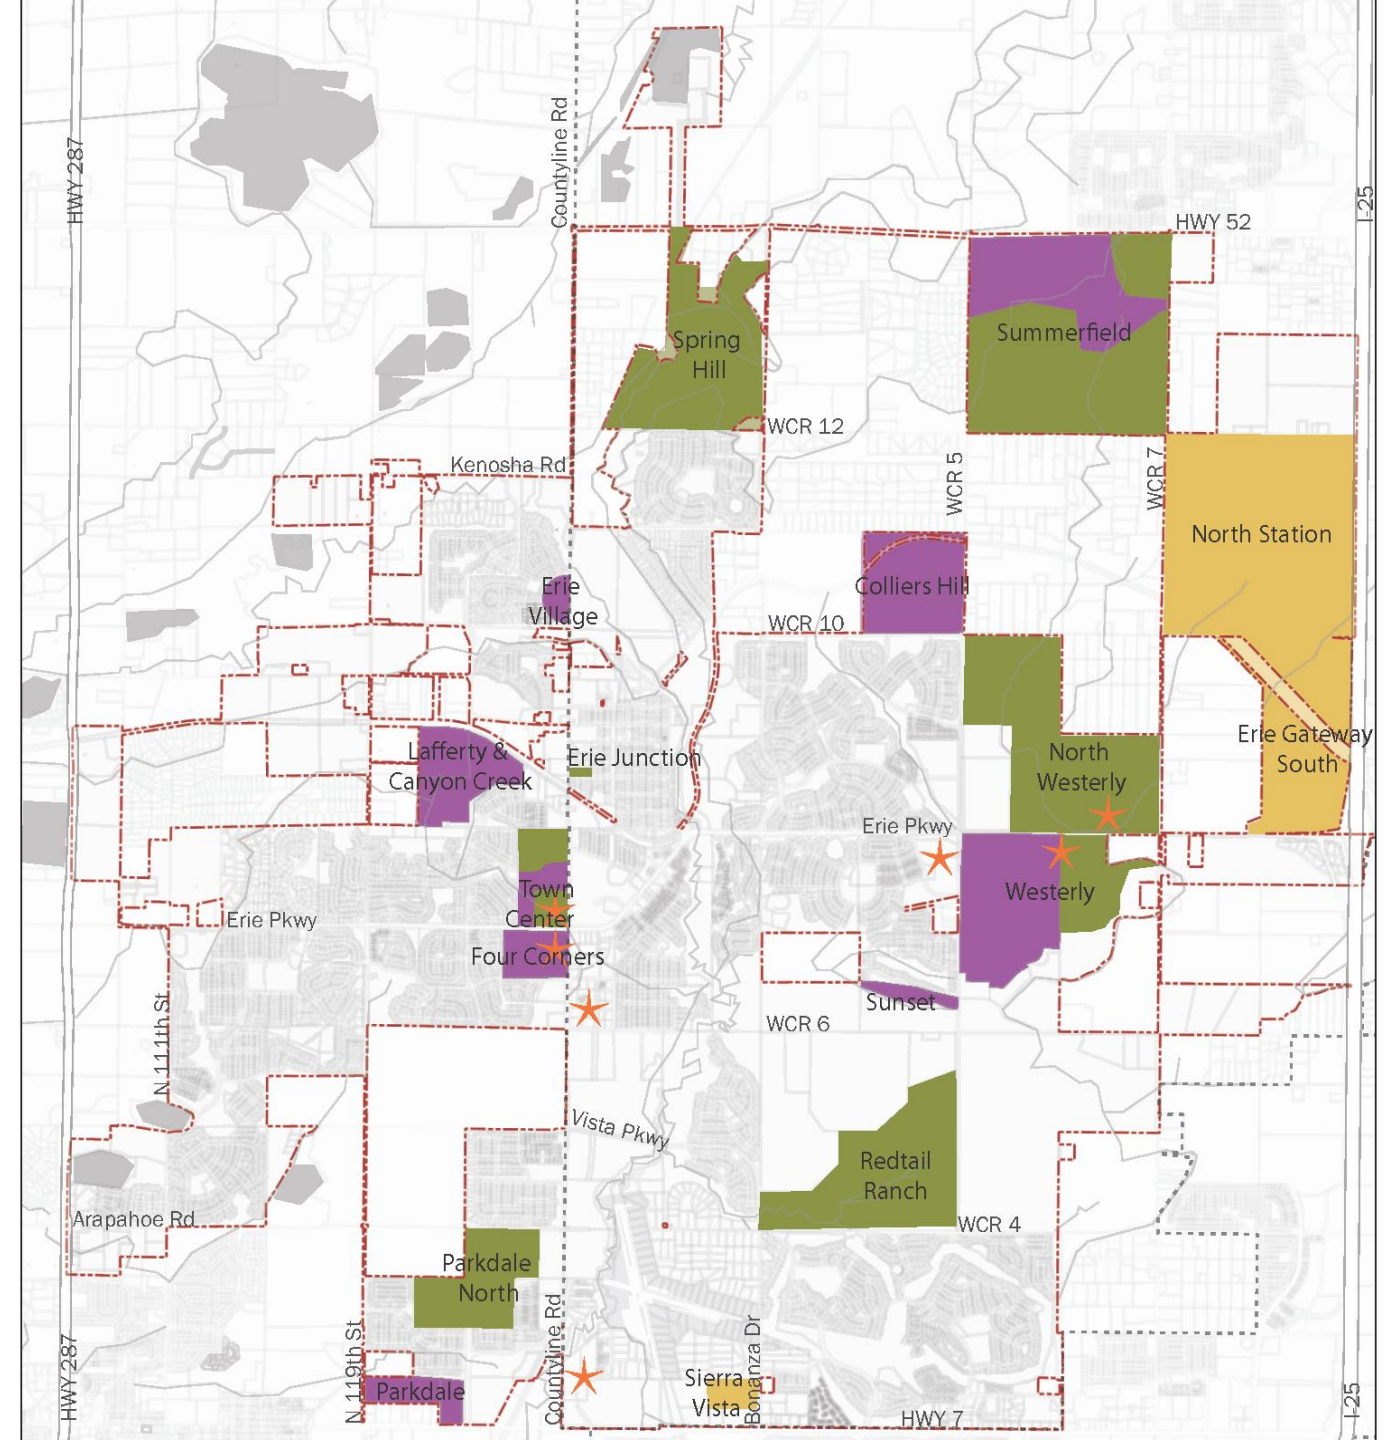 HWY 287
Countyline Rd
I-25
HWY 52
Spring
Hill
Summerfield
WCR 12
Kenosha Rd
WCR 5
WCR 7
North Station
Erie
Village
Colliers Hill
WCR 10
Lafferty &
Canyon Creek
Erie Junction
North
Westerly
Erie Gateway
South
Erie Pkwy
Town
Center
Westerly
Erie Pkwy
Four Corners
Sunset
N 111th St
WCR 6
Vista Pkwy
Redtail
Ranch
Arapahoe Rd
WCR 4
Parkdale
North
HWY 287
N 119th St
Parkdale
Countyline Rd
Sierra
Vista
Bonanza Dr
HWY 7
I-25